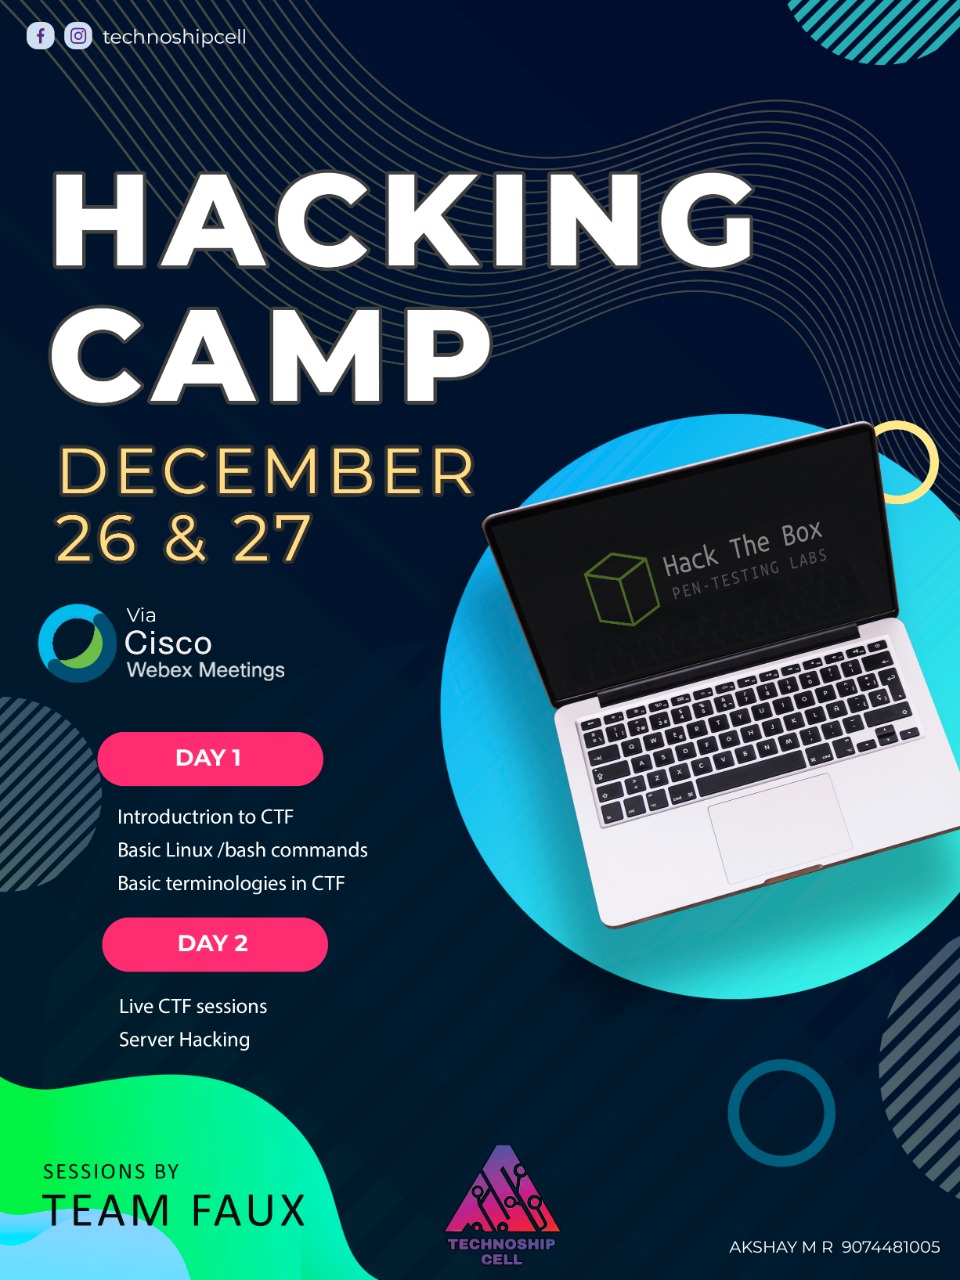 technoshipcell
HACKING
CAMP
DECEMBER
26 & 27
Via
Cisco
Webex Meetings
Hack The Box
PEN-TESTING LABS
DAY 1
Introductrion to CTF
Basic Linux /bash commands
Basic terminologies in CTF
DAY 2
Live CTF sessions
Server Hacking
SESSIONS BY
TEAM FAUX
TECHNOSHIP
CELL
AKSHAY M R 9074481005